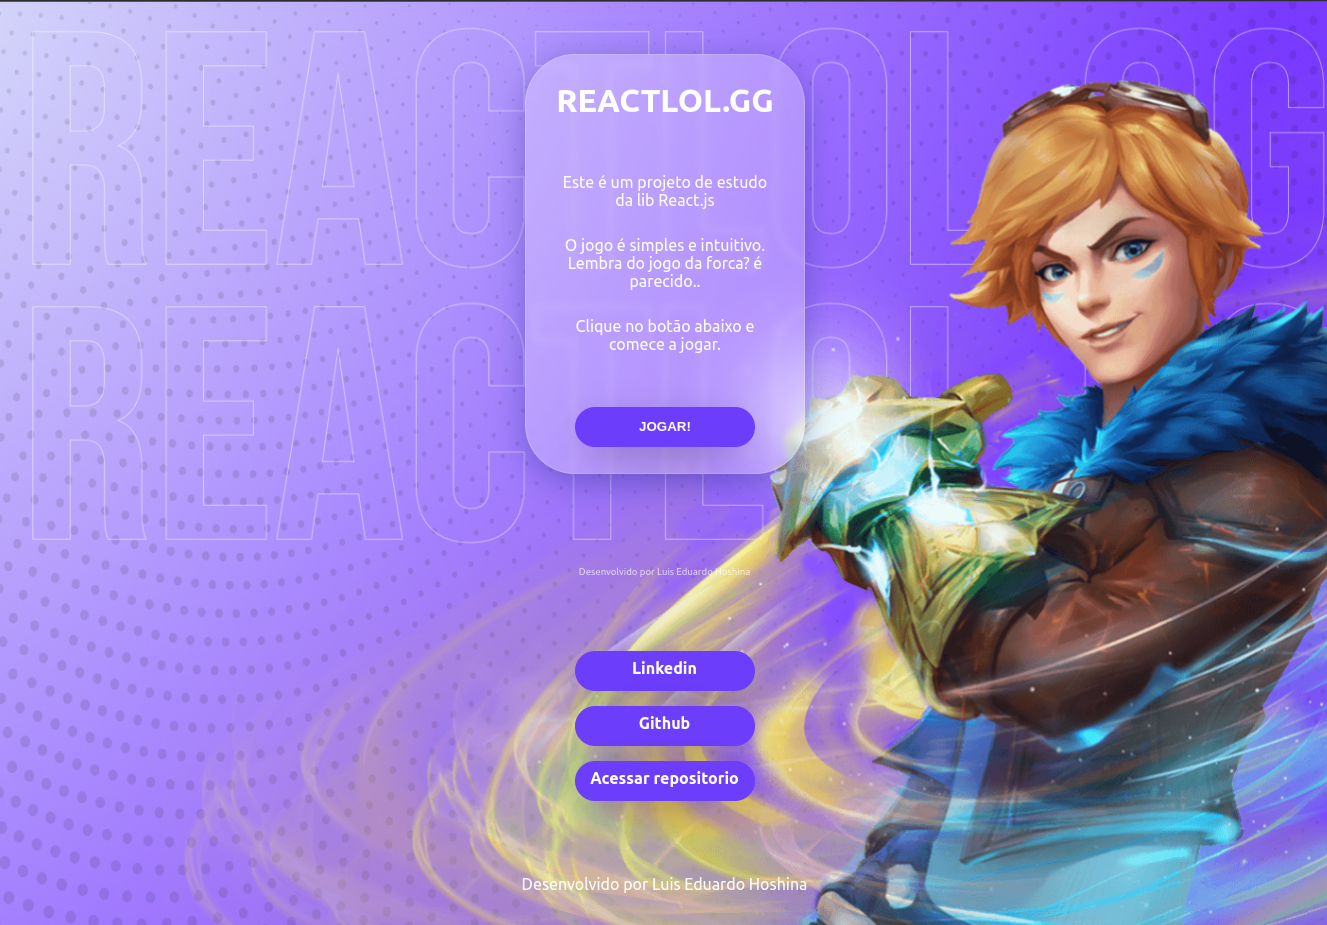 REACTLOL.GG
REACTLOL
REACTLOL.GG
Este é um projeto de estudo
da lib React.js
O jogo é simples e intuitivo.
Lembra do jogo da forca? é
parecido..
Clique no botão abaixo e
comece a jogar.
JOGAR!
Desenvolvido por Luis Eduardo Hoshina
Linkedin
Github
Acessar repositorio
Desenvolvido por Luis Eduardo Hoshina